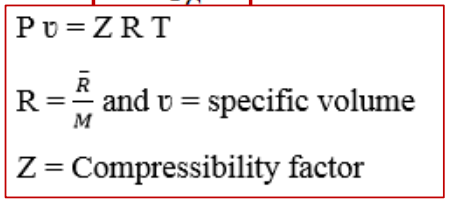 P υ = Z R T
R = R̄/M and υ = specific volume
Z = Compressibility factor